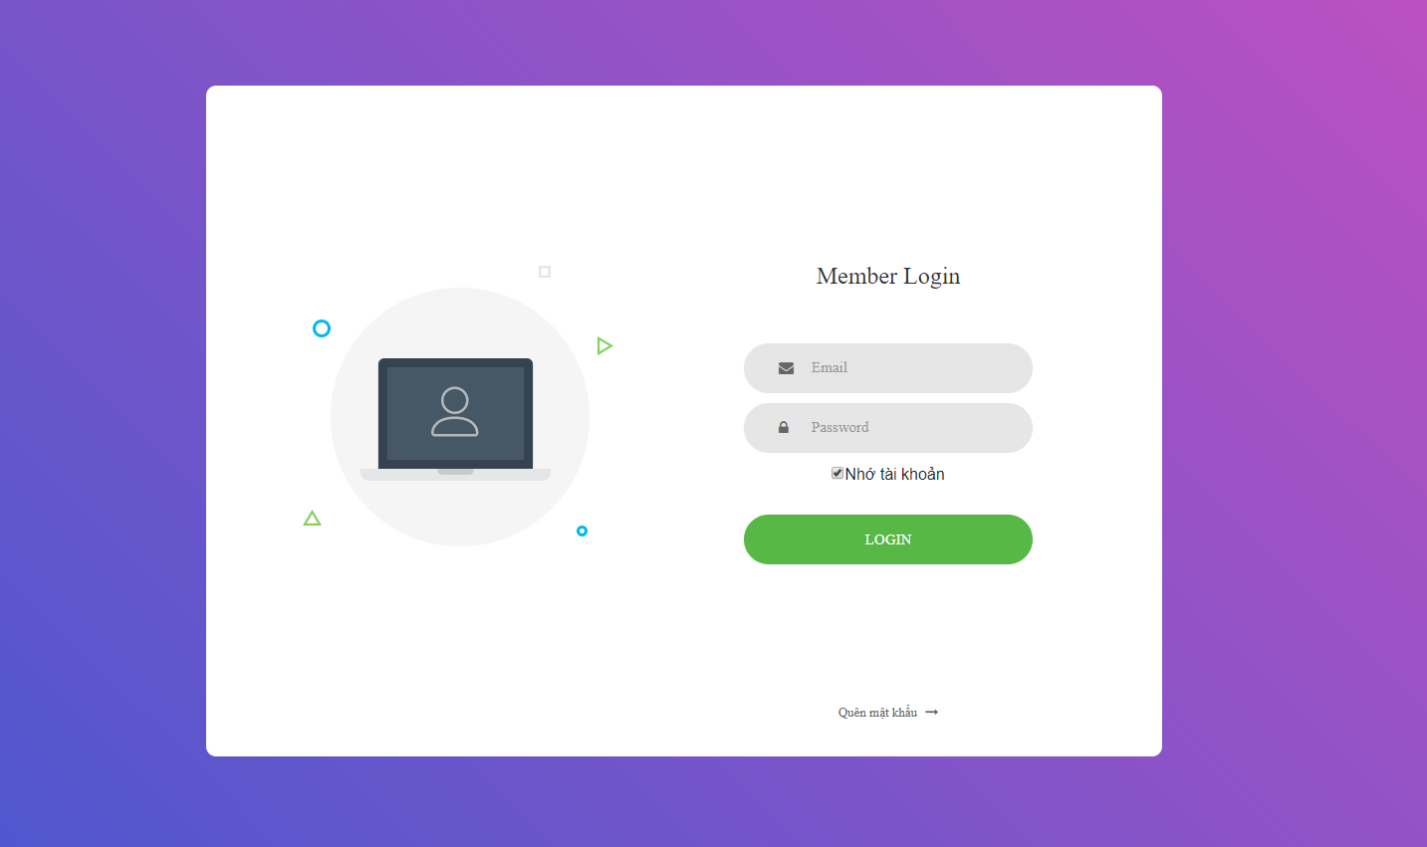 Member Login
Email
Password
Nhớ tài khoản
LOGIN
Quên mật khẩu